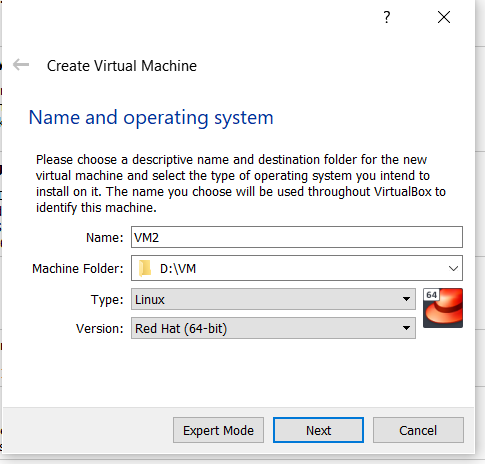 ?
Create Virtual Machine
Name and operating system
Please choose a descriptive name and destination folder for the new
virtual machine and select the type of operating system you intend to
install on it. The name you choose will be used throughout VirtualBox to
identify this machine.
Name: VM2
Machine Folder: D:\VM
Type: Linux
64
Version: Red Hat (64-bit)
Expert Mode Next Cancel